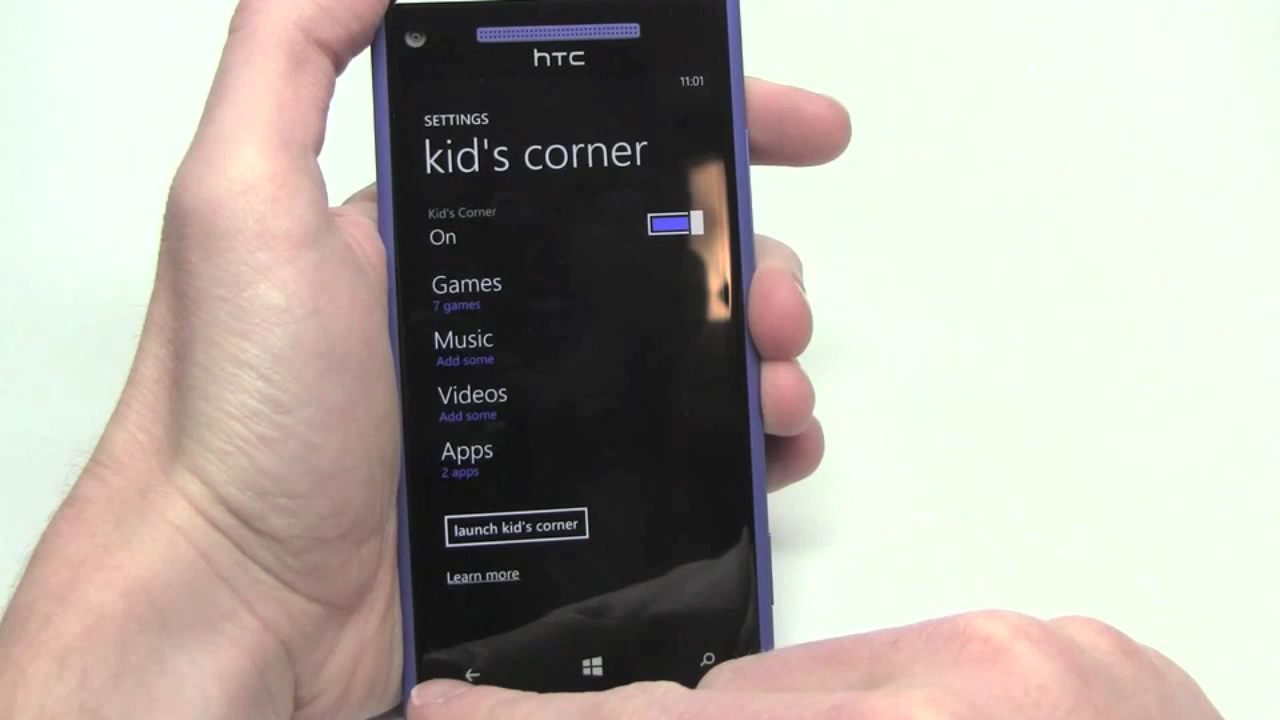 hTC
11:01
SETTINGS
kid's corner
Kid's Corner
On
Games
7 games
Music
Add some
Videos
Add some
Apps
2 apps
launch kid's corner
Learn more